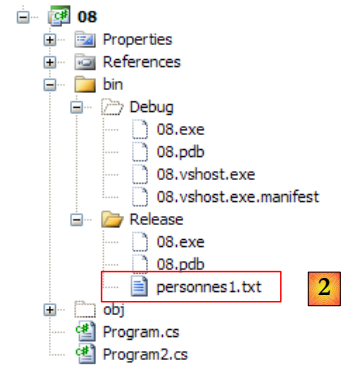 08
Properties
References
bin
Debug
08.exe
08.pdb
08.vshost.exe
08.vshost.exe.manifest
Release
08.exe
08.pdb
personnes1.txt
2
obj
Program.cs
Program2.cs